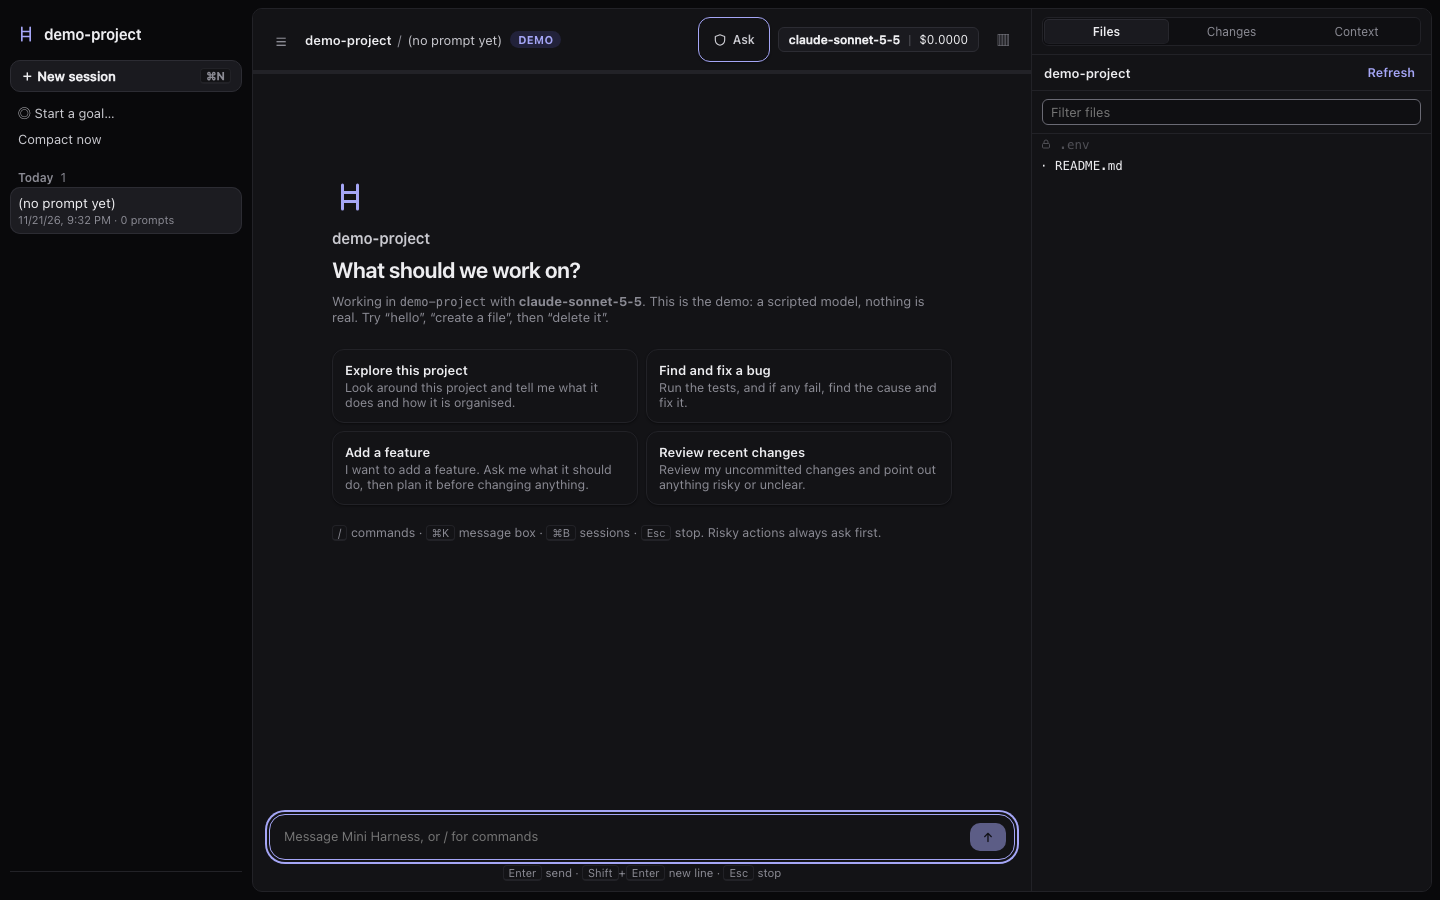 demo-project
+ New session ⌘N
Start a goal...
Compact now
Today 1
(no prompt yet)
11/21/26, 9:32 PM · 0 prompts
demo-project / (no prompt yet) DEMO
Ask
claude-sonnet-5-5 | $0.0000
demo-project
What should we work on?
Working in demo-project with claude-sonnet-5-5. This is the demo: a scripted model, nothing is
real. Try “hello”, “create a file”, then “delete it”.
Explore this project
Look around this project and tell me what it
does and how it is organised.
Find and fix a bug
Run the tests, and if any fail, find the cause and
fix it.
Add a feature
I want to add a feature. Ask me what it should
do, then plan it before changing anything.
Review recent changes
Review my uncommitted changes and point out
anything risky or unclear.
/ commands · ⌘K message box · ⌘B sessions · Esc stop. Risky actions always ask first.
Message Mini Harness, or / for commands
Enter send · Shift+Enter new line · Esc stop
Files
Changes
Context
demo-project
Refresh
Filter files
.env
· README.md